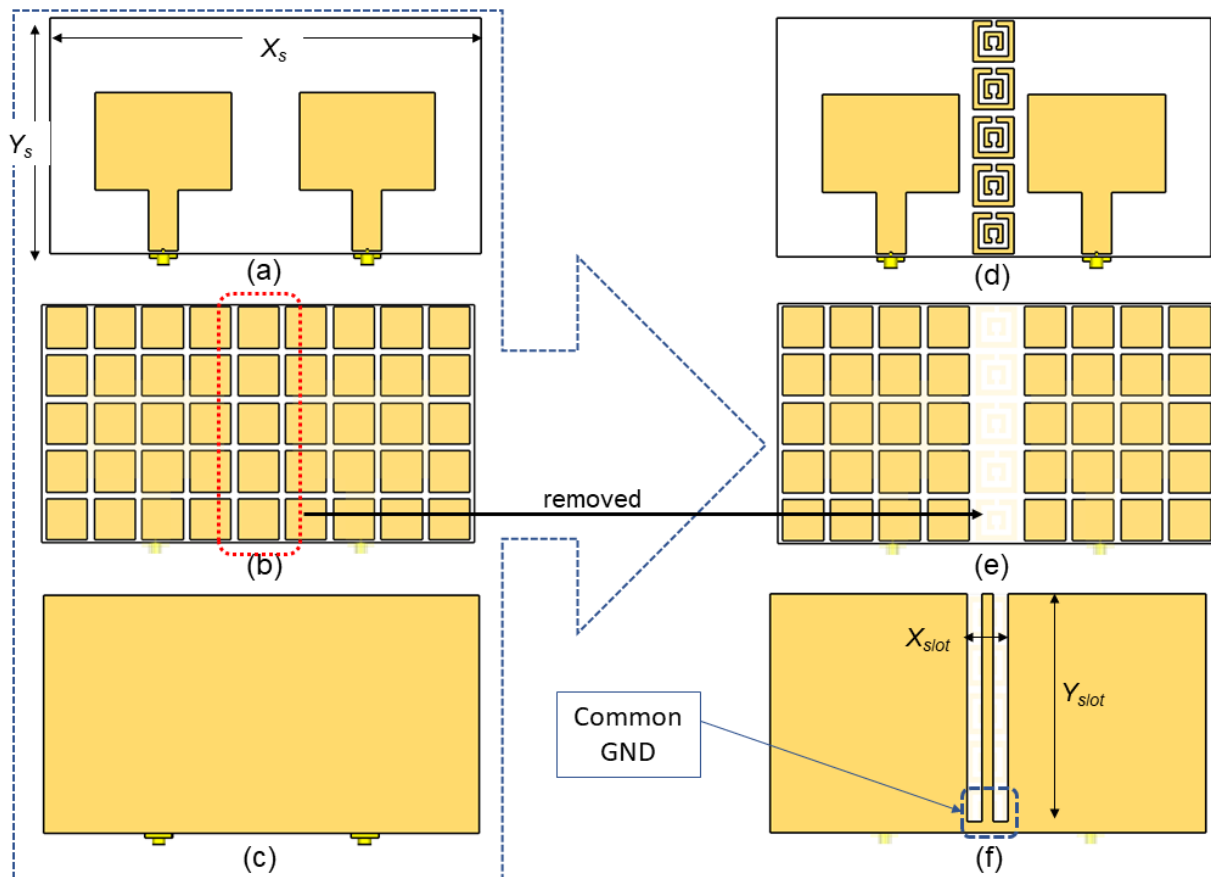 Xs
Ys
(a)
(d)
removed
(b)
(e)
Xslot
Yslot
Common
GND
(c)
(f)